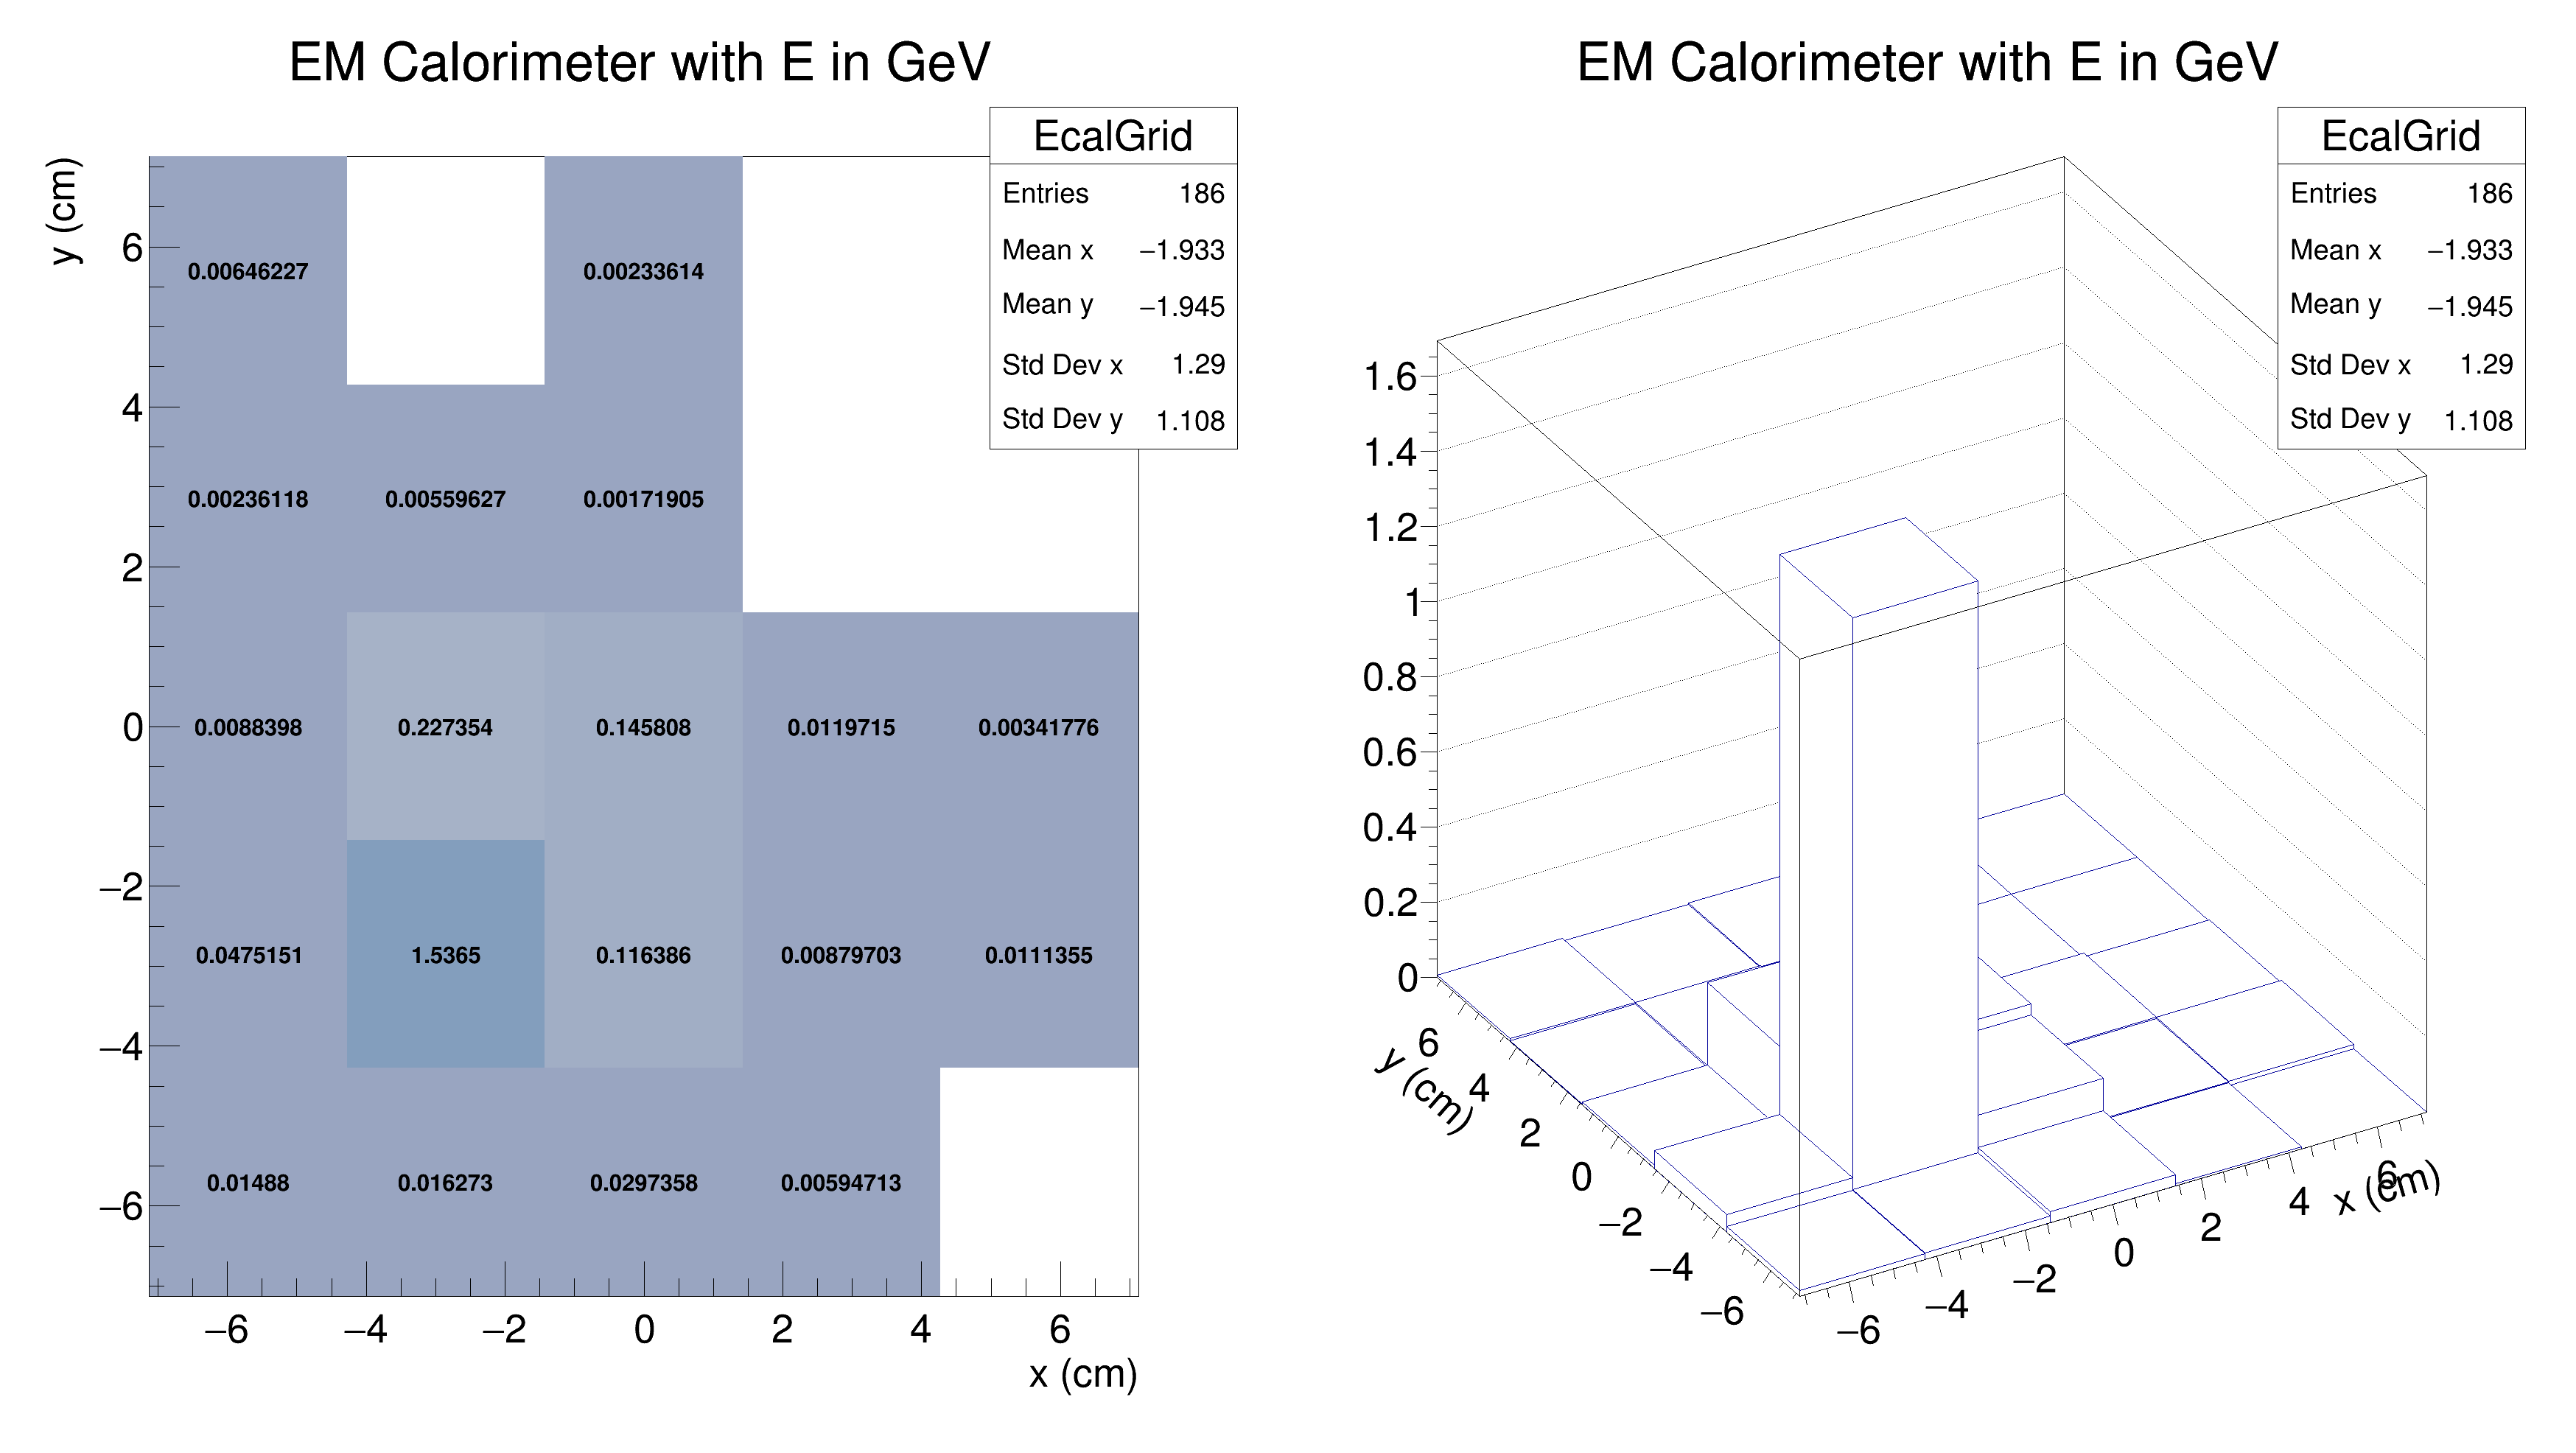 EM Calorimeter with E in GeV
EcalGrid
Entries 186
Mean x −1.933
Mean y −1.945
Std Dev x 1.29
Std Dev y 1.108
y (cm)
6
4
2
0
−2
−4
−6
0.00646227 0.00233614
0.00236118 0.00559627 0.00171905
0.0088398 0.227354 0.145808 0.0119715 0.00341776
0.0475151 1.5365 0.116386 0.00879703 0.0111355
0.01488 0.016273 0.0297358 0.00594713
−6 −4 −2 0 2 4 6
x (cm)
EM Calorimeter with E in GeV
EcalGrid
Entries 186
Mean x −1.933
Mean y −1.945
Std Dev x 1.29
Std Dev y 1.108
1.6
1.4
1.2
1
0.8
0.6
0.4
0.2
0
y (cm)
6
4
2
0
−2
−4
−6
−6 −4 −2 0 2 4 6
x (cm)